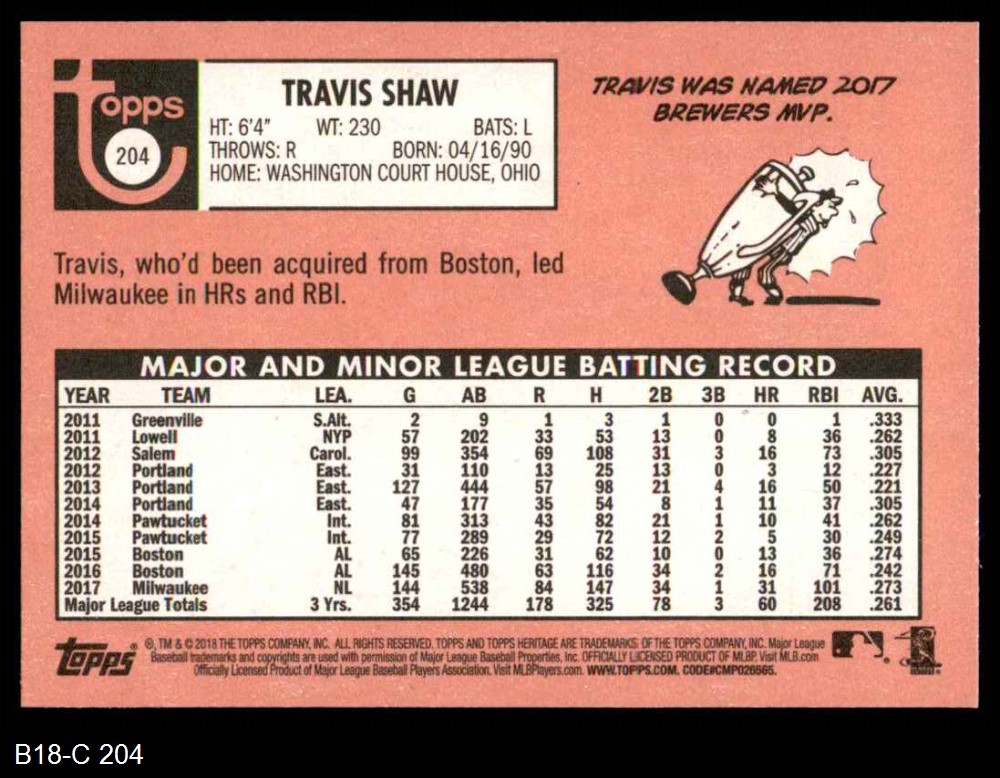 topps
204
TRAVIS SHAW
HT: 6'4" WT: 230 BATS: L
THROWS: R BORN: 04/16/90
HOME: WASHINGTON COURT HOUSE, OHIO
TRAVIS WAS NAMED 2017
BREWERS MVP.
Travis, who'd been acquired from Boston, led
Milwaukee in HRs and RBI.
MAJOR AND MINOR LEAGUE BATTING RECORD
YEAR TEAM LEA. G AB R H 2B 3B HR RBI AVG.
2011 Greenville S.Alt. 2 9 1 3 1 0 0 1 .333
2011 Lowell NYP 57 202 33 53 13 0 8 36 .262
2012 Salem Carol. 99 354 69 108 31 3 16 73 .305
2012 Portland East. 31 110 13 25 13 0 3 12 .227
2013 Portland East. 127 444 57 98 21 4 16 50 .221
2014 Portland East. 47 177 35 54 8 1 11 37 .305
2014 Pawtucket Int. 81 313 43 82 21 1 10 41 .262
2015 Pawtucket Int. 77 289 29 72 12 2 5 30 .249
2015 Boston AL 65 226 31 62 10 0 13 36 .274
2016 Boston AL 145 480 63 116 34 2 16 71 .242
2017 Milwaukee NL 144 538 84 147 34 1 31 101 .273
Major League Totals 3 Yrs. 354 1244 178 325 78 3 60 208 .261
topps
®, TM & © 2018 THE TOPPS COMPANY, INC. ALL RIGHTS RESERVED. TOPPS AND TOPPS HERITAGE ARE TRADEMARKS OF THE TOPPS COMPANY, INC. Major League
Baseball trademarks and copyrights are used with permission of Major League Baseball Properties, Inc. OFFICIALLY LICENSED PRODUCT OF MLBP. Visit MLB.com
Officially Licensed Product of Major League Baseball Players Association. Visit MLBPlayers.com. WWW.TOPPS.COM. CODE#CMP026565.
B18-C 204